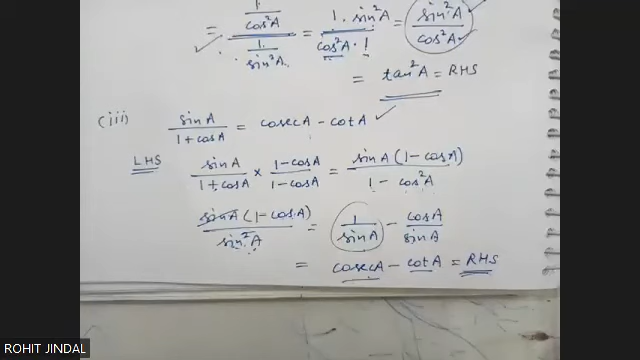 = 1/cos²A / 1/sin²A = 1. sin²A / cos²A . 1 = sin²A / cos²A
= tan²A = RHS
(iii) sinA / 1+cosA = cosecA - cotA
LHS sinA / 1+cosA × 1-cosA / 1-cosA = sinA (1-cosA) / 1- cos²A
sinA (1-cosA) / sin²A = 1 / sinA - cosA / sinA
= cosecA - cotA = RHS
ROHIT JINDAL